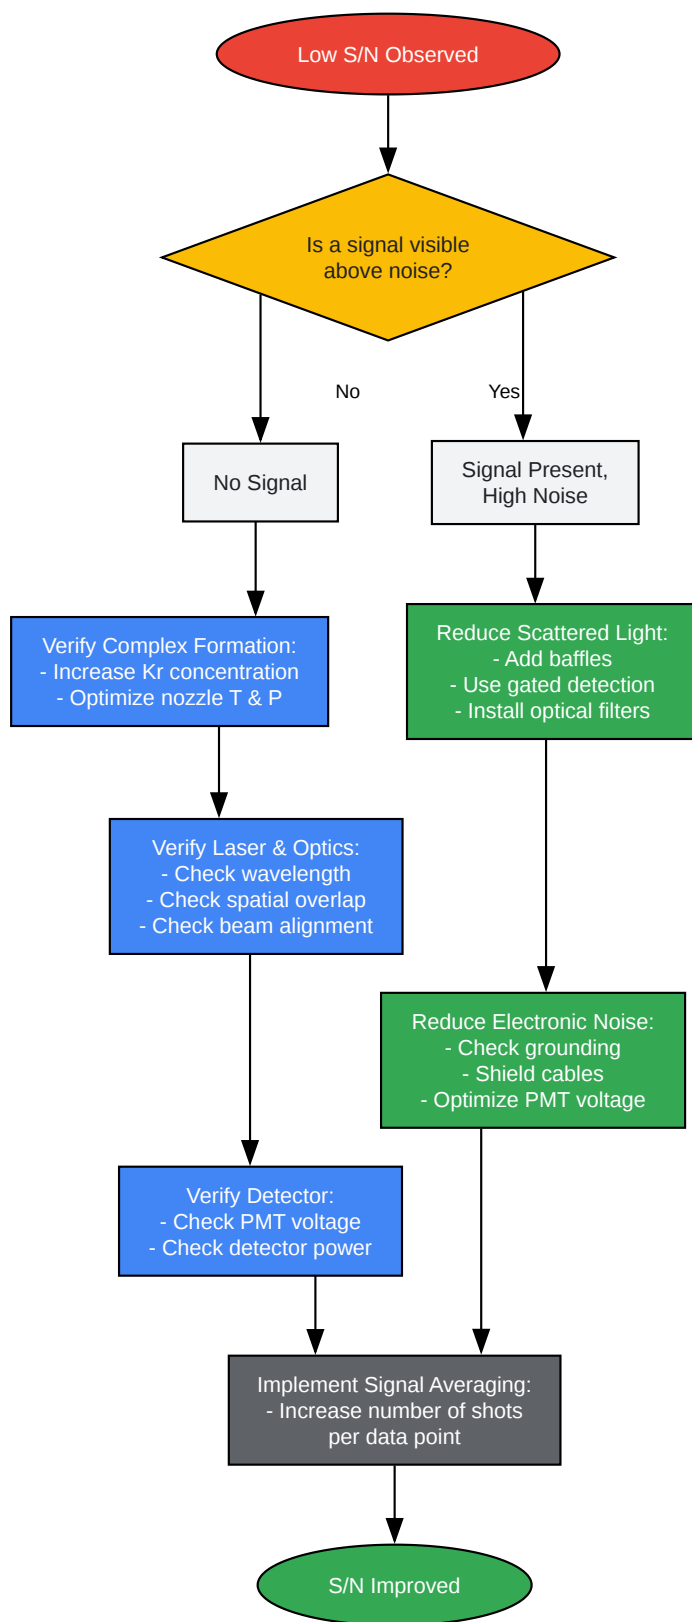 Low S/N Observed
Is a signal visible
above noise?
No
Yes
No Signal
Signal Present,
High Noise
Verify Complex Formation:
- Increase Kr concentration
- Optimize nozzle T & P
Reduce Scattered Light:
- Add baffles
- Use gated detection
- Install optical filters
Verify Laser & Optics:
- Check wavelength
- Check spatial overlap
- Check beam alignment
Reduce Electronic Noise:
- Check grounding
- Shield cables
- Optimize PMT voltage
Verify Detector:
- Check PMT voltage
- Check detector power
Implement Signal Averaging:
- Increase number of shots
per data point
S/N Improved